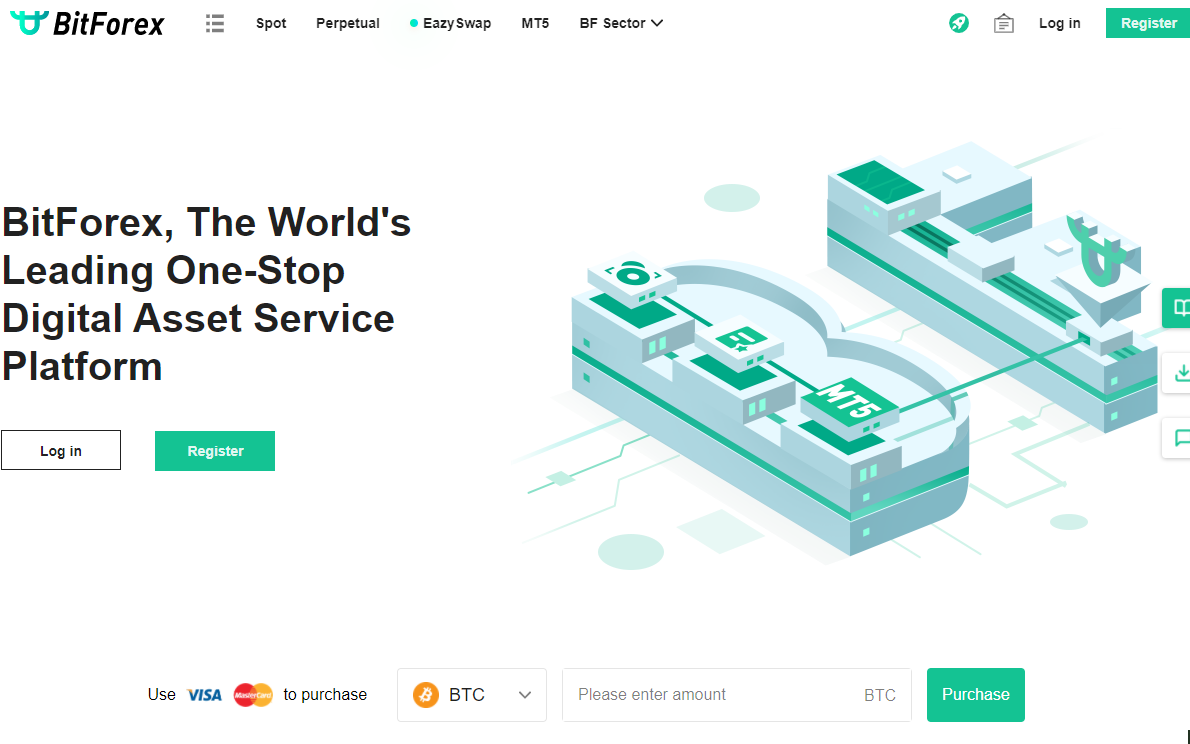 BitForex
Spot
Perpetual
EazySwap
MT5
BF Sector
Log in
Register
BitForex, The World's
Leading One-Stop
Digital Asset Service
Platform
Log in
Register
MT5
Use VISA MasterCard to purchase
BTC
Please enter amount
BTC
Purchase